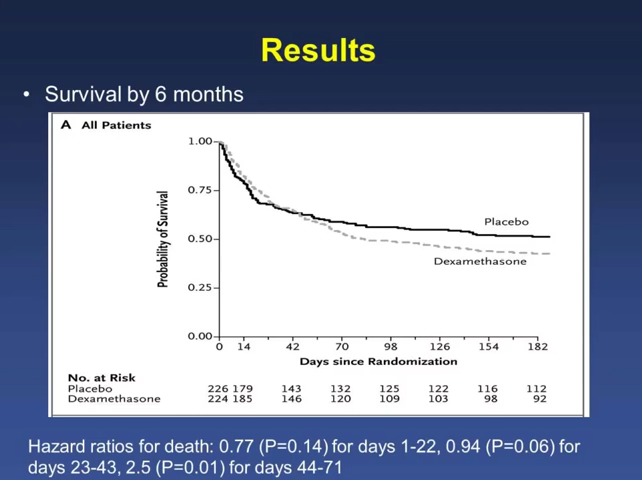 Results
• Survival by 6 months
A All Patients
1.00
0.75
0.50
0.25
0.00
Probability of Survival
Placebo
Dexamethasone
0 14 42 70 98 126 154 182
Days since Randomization
No. at Risk
Placebo 226 179 143 132 125 122 116 112
Dexamethasone 224 185 146 120 109 103 98 92
Hazard ratios for death: 0.77 (P=0.14) for days 1-22, 0.94 (P=0.06) for
days 23-43, 2.5 (P=0.01) for days 44-71